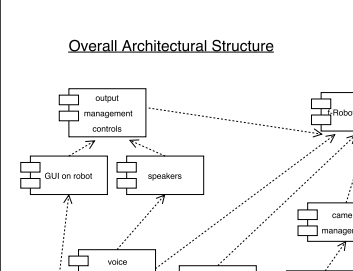 Overall Architectural Structure
output
management
controls
GUI on robot
speakers
voice